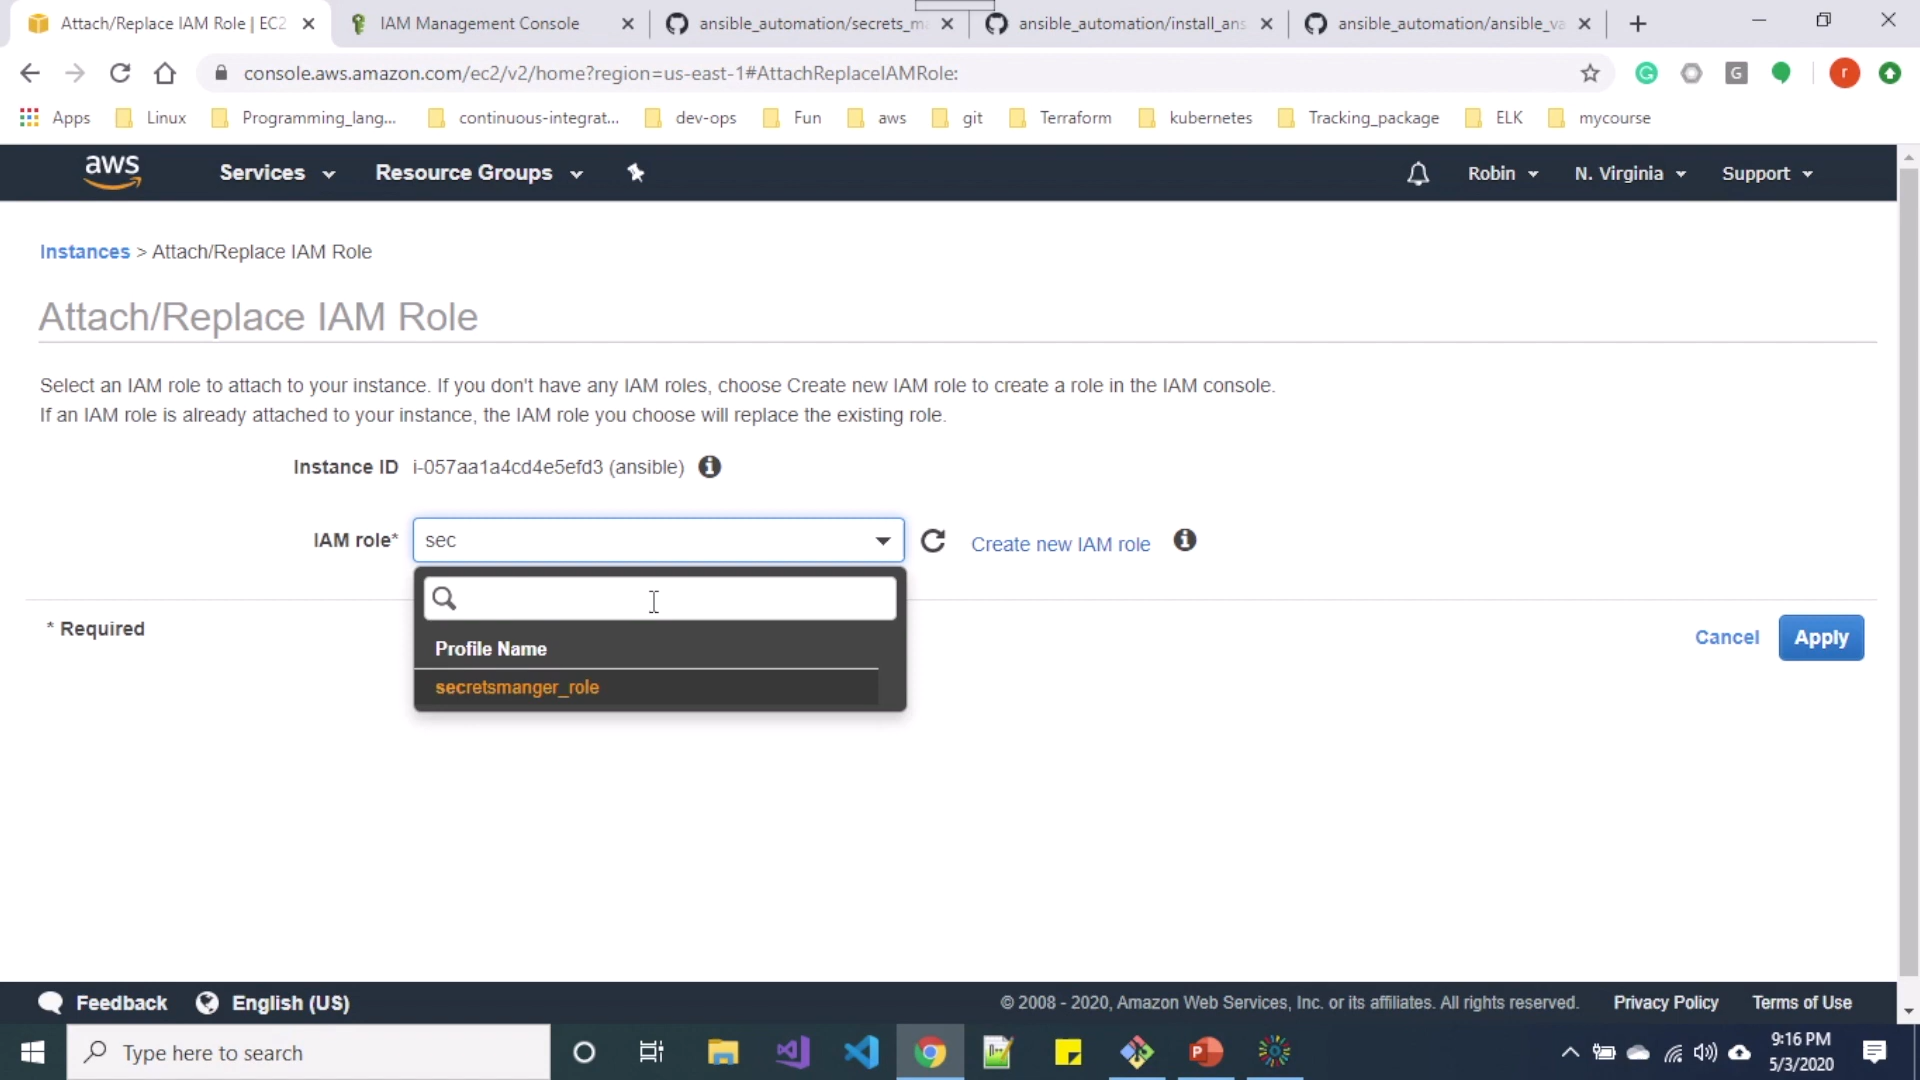 Attach/Replace IAM Role | EC2
IAM Management Console
ansible_automation/secrets_ma
ansible_automation/install_ans
ansible_automation/ansible_va
console.aws.amazon.com/ec2/v2/home?region=us-east-1#AttachReplaceIAMRole:
G
r
Apps
Linux
Programming_lang...
continuous-integrat...
dev-ops
Fun
aws
git
Terraform
kubernetes
Tracking_package
ELK
mycourse
aws
Services
Resource Groups
Robin
N. Virginia
Support
Instances > Attach/Replace IAM Role
Attach/Replace IAM Role
Select an IAM role to attach to your instance. If you don't have any IAM roles, choose Create new IAM role to create a role in the IAM console.
If an IAM role is already attached to your instance, the IAM role you choose will replace the existing role.
Instance ID i-057aa1a4cd4e5efd3 (ansible)
IAM role* sec
Create new IAM role
Profile Name
secretsmanger_role
* Required
Cancel
Apply
Feedback
English (US)
© 2008 - 2020, Amazon Web Services, Inc. or its affiliates. All rights reserved.
Privacy Policy
Terms of Use
Type here to search
9:16 PM
5/3/2020